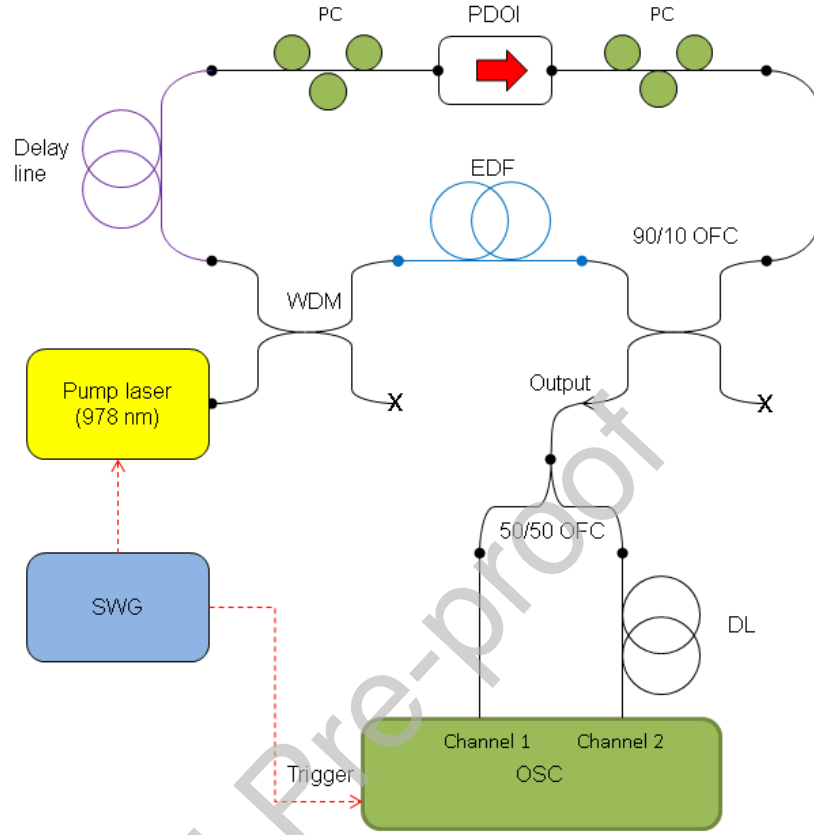 PC
PDOI
PC
Delay
line
EDF
90/10 OFC
WDM
Pump laser
(978 nm)
Output
X
X
50/50 OFC
SWG
DL
Channel 1
Channel 2
Trigger
OSC
Pre-proof